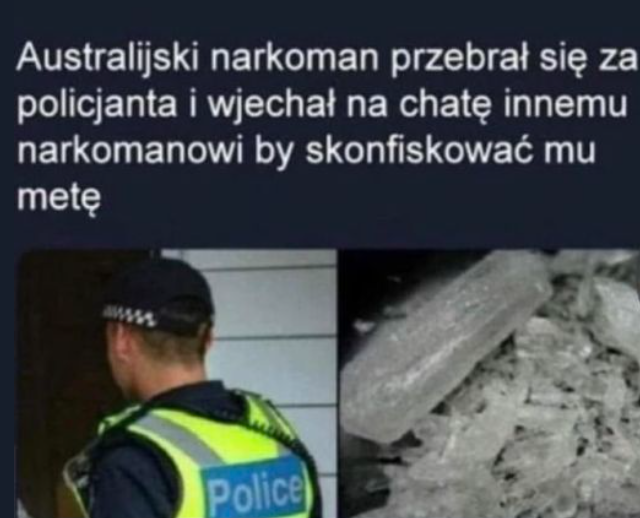 Australijski narkoman przebrał się za
policjanta i wjechał na chatę innemu
narkomanowi by skonfiskować mu
metę
Police